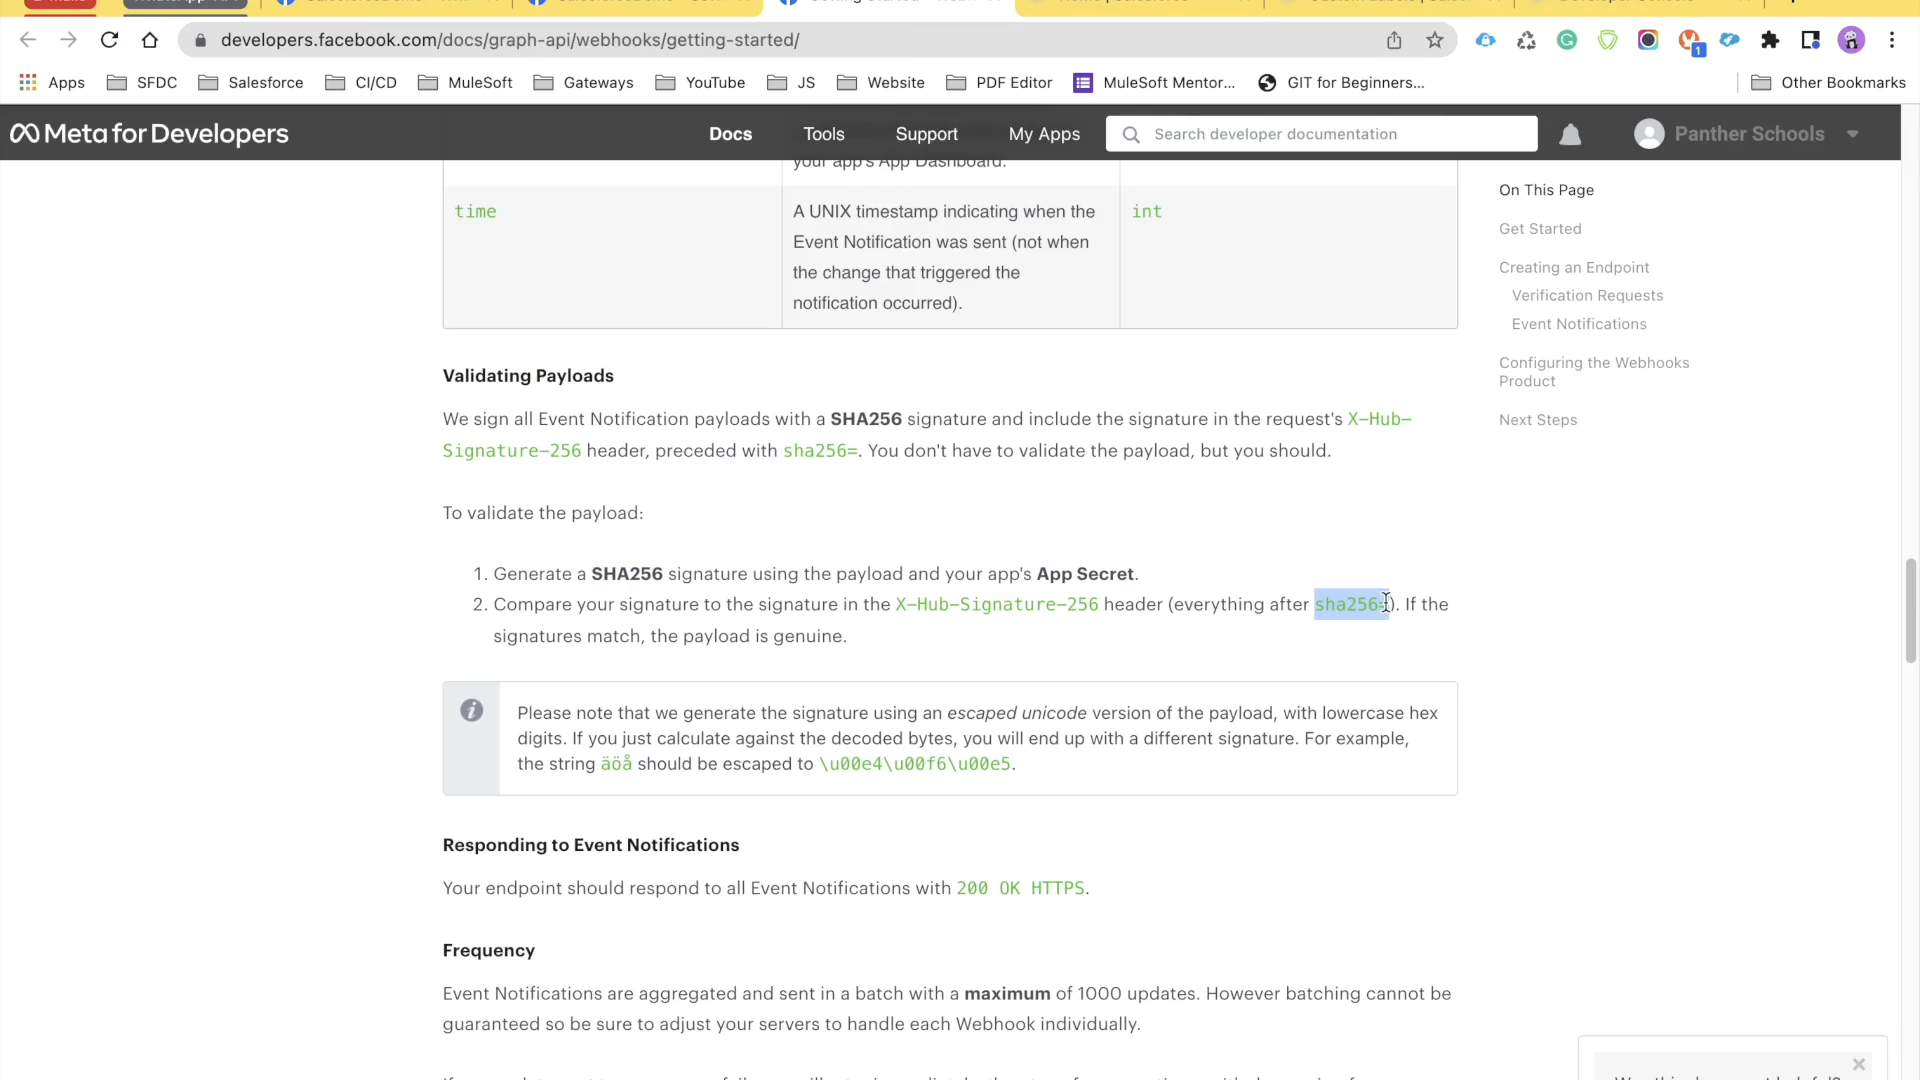 developers.facebook.com/docs/graph-api/webhooks/getting-started/
1
Apps SFDC Salesforce CI/CD MuleSoft Gateways YouTube JS Website PDF Editor MuleSoft Mentor... GIT for Beginners... Other Bookmarks
Meta for Developers Docs Tools Support My Apps Search developer documentation Panther Schools
your app's App Dashboard.
time A UNIX timestamp indicating when the int
Event Notification was sent (not when
the change that triggered the
notification occurred).
On This Page
Get Started
Creating an Endpoint
Verification Requests
Event Notifications
Configuring the Webhooks
Product
Next Steps
Validating Payloads
We sign all Event Notification payloads with a SHA256 signature and include the signature in the request's X-Hub-
Signature-256 header, preceded with sha256=. You don't have to validate the payload, but you should.
To validate the payload:
1. Generate a SHA256 signature using the payload and your app's App Secret.
2. Compare your signature to the signature in the X-Hub-Signature-256 header (everything after sha256=). If the
signatures match, the payload is genuine.
Please note that we generate the signature using an escaped unicode version of the payload, with lowercase hex
digits. If you just calculate against the decoded bytes, you will end up with a different signature. For example,
the string äöå should be escaped to \u00e4\u00f6\u00e5.
Responding to Event Notifications
Your endpoint should respond to all Event Notifications with 200 OK HTTPS.
Frequency
Event Notifications are aggregated and sent in a batch with a maximum of 1000 updates. However batching cannot be
guaranteed so be sure to adjust your servers to handle each Webhook individually.